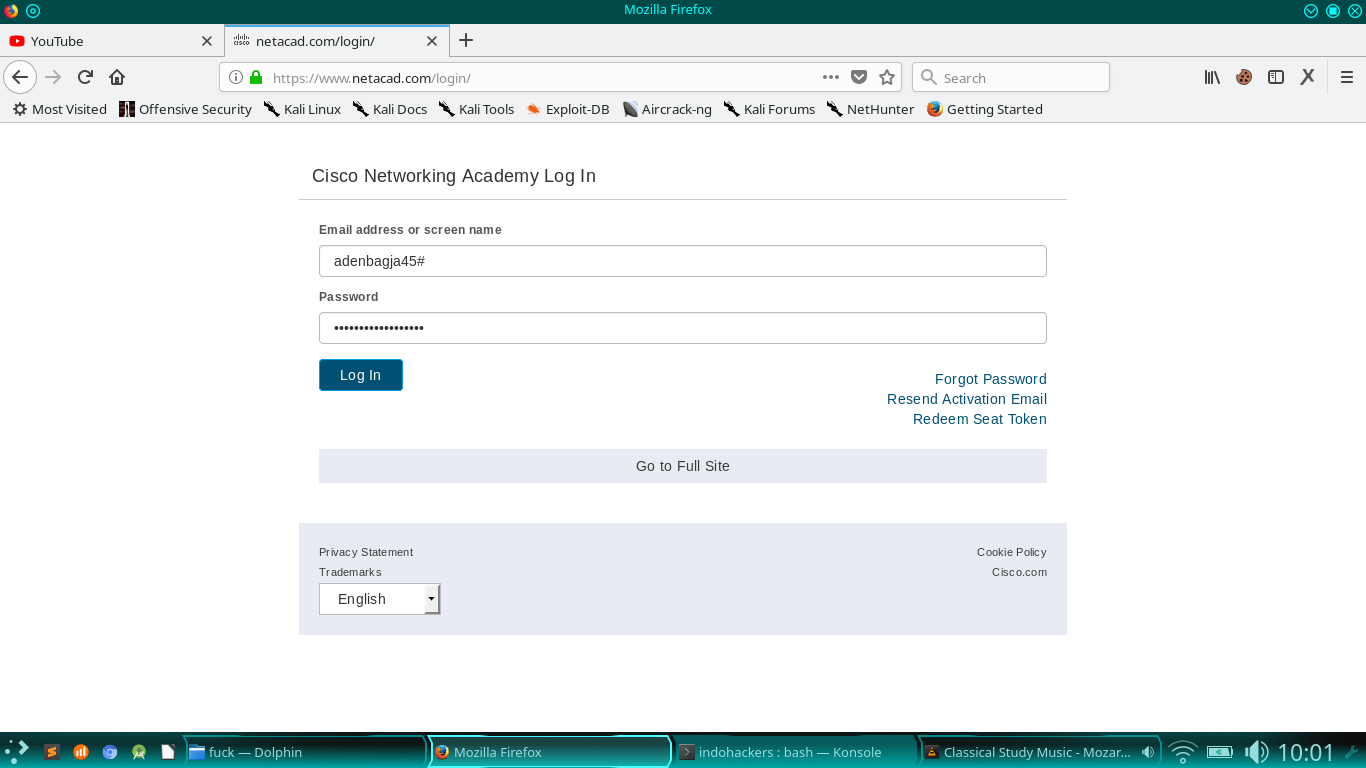 Mozilla Firefox
YouTube
netacad.com/login/
https://www.netacad.com/login/
Search
Most Visited
Offensive Security
Kali Linux
Kali Docs
Kali Tools
Exploit-DB
Aircrack-ng
Kali Forums
NetHunter
Getting Started
Cisco Networking Academy Log In
Email address or screen name
adenbagja45#
Password
••••••••••••••••••
Log In
Forgot Password
Resend Activation Email
Redeem Seat Token
Go to Full Site
Privacy Statement
Cookie Policy
Trademarks
Cisco.com
English
fuck — Dolphin
Mozilla Firefox
indohackers : bash — Konsole
Classical Study Music - Mozar...
10:01